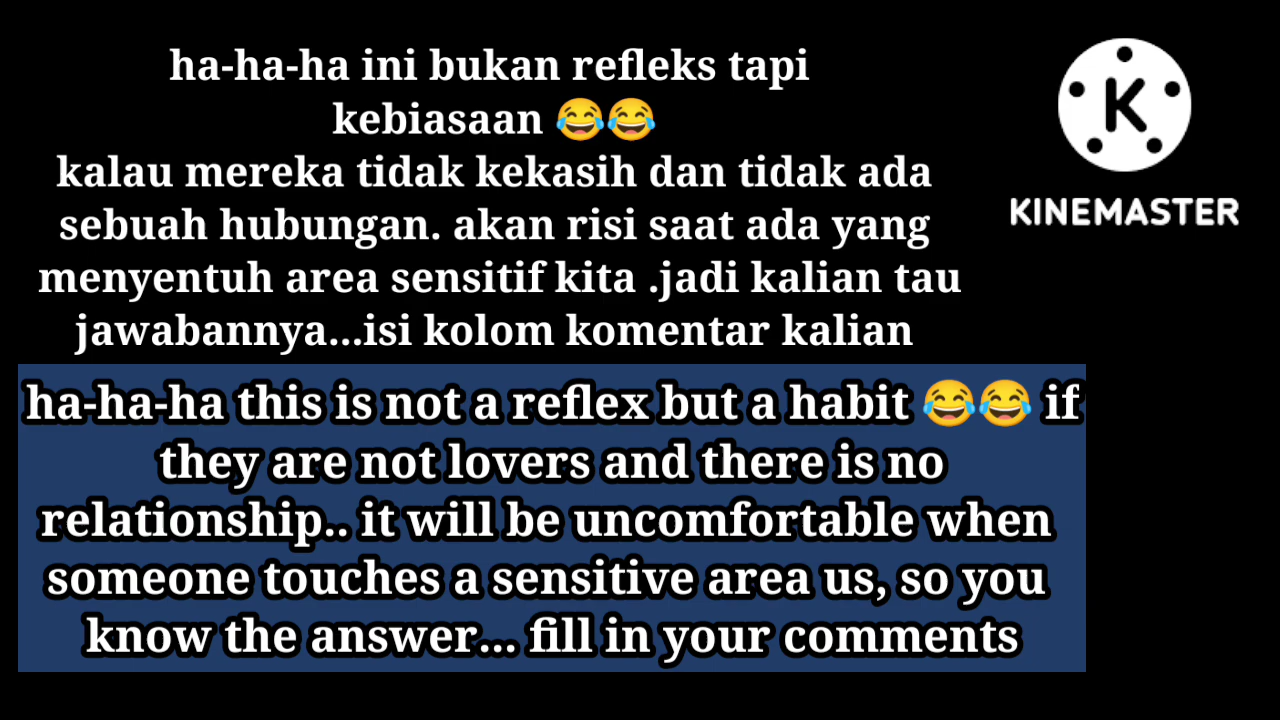 ha-ha-ha ini bukan refleks tapi
kebiasaan 😂😂
kalau mereka tidak kekasih dan tidak ada
sebuah hubungan. akan risi saat ada yang
menyentuh area sensitif kita .jadi kalian tau
jawabannya...isi kolom komentar kalian
K
KINEMASTER
ha-ha-ha this is not a reflex but a habit 😂😂 if
they are not lovers and there is no
relationship.. it will be uncomfortable when
someone touches a sensitive area us, so you
know the answer... fill in your comments